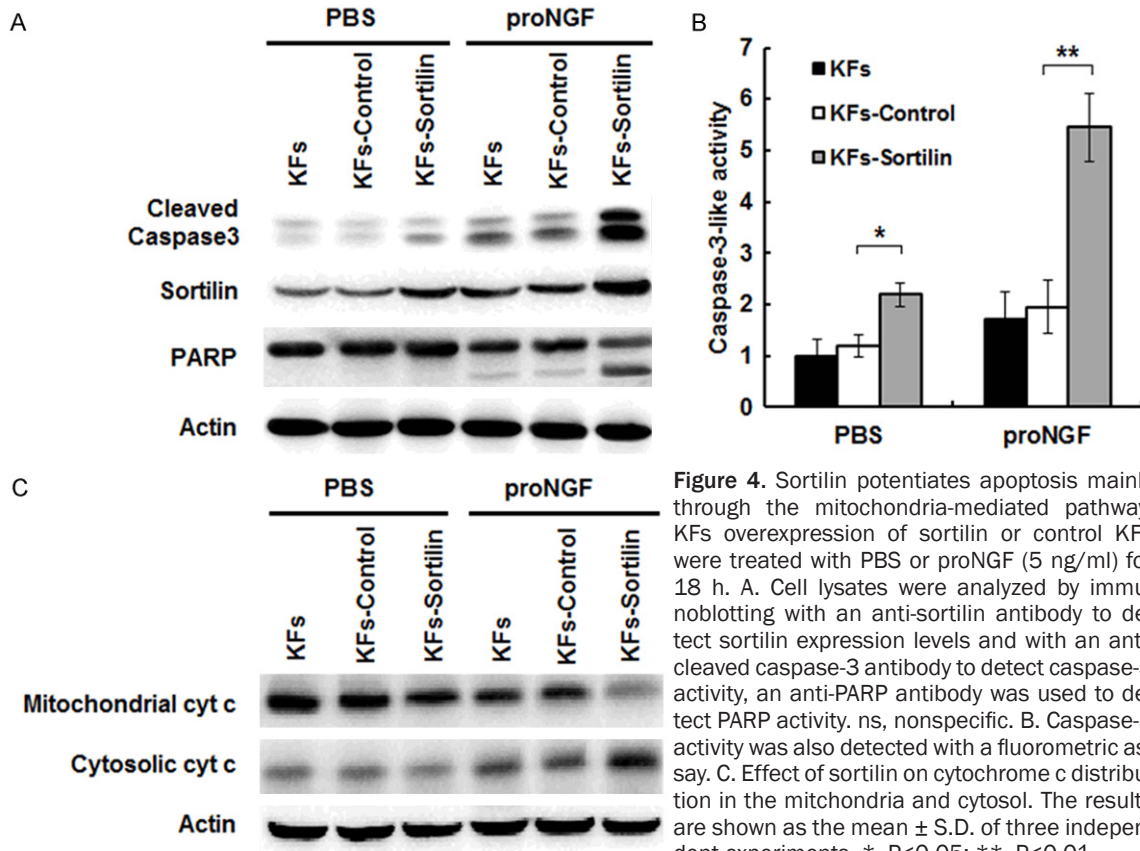 A
PBS
proNGF
KFs
KFs-Control
KFs-Sortilin
KFs
KFs-Control
KFs-Sortilin
Cleaved
Caspase3
Sortilin
PARP
Actin
B
Caspase-3-like activity
7
6
5
4
3
2
1
0
KFs
KFs-Control
KFs-Sortilin
*
**
PBS
proNGF
C
PBS
proNGF
KFs
KFs-Control
KFs-Sortilin
KFs
KFs-Control
KFs-Sortilin
Mitochondrial cyt c
Cytosolic cyt c
Actin
Figure 4. Sortilin potentiates apoptosis mainl
through the mitochondria-mediated pathway
KFs overexpression of sortilin or control KF
were treated with PBS or proNGF (5 ng/ml) fo
18 h. A. Cell lysates were analyzed by immu
noblotting with an anti-sortilin antibody to de
tect sortilin expression levels and with an ant
cleaved caspase-3 antibody to detect caspase-
activity, an anti-PARP antibody was used to de
tect PARP activity. ns, nonspecific. B. Caspase-
activity was also detected with a fluorometric as
say. C. Effect of sortilin on cytochrome c distribu
tion in the mitchondria and cytosol. The result
are shown as the mean ± S.D. of three indepen
dent experiments. *, P<0.05; **, P<0.01